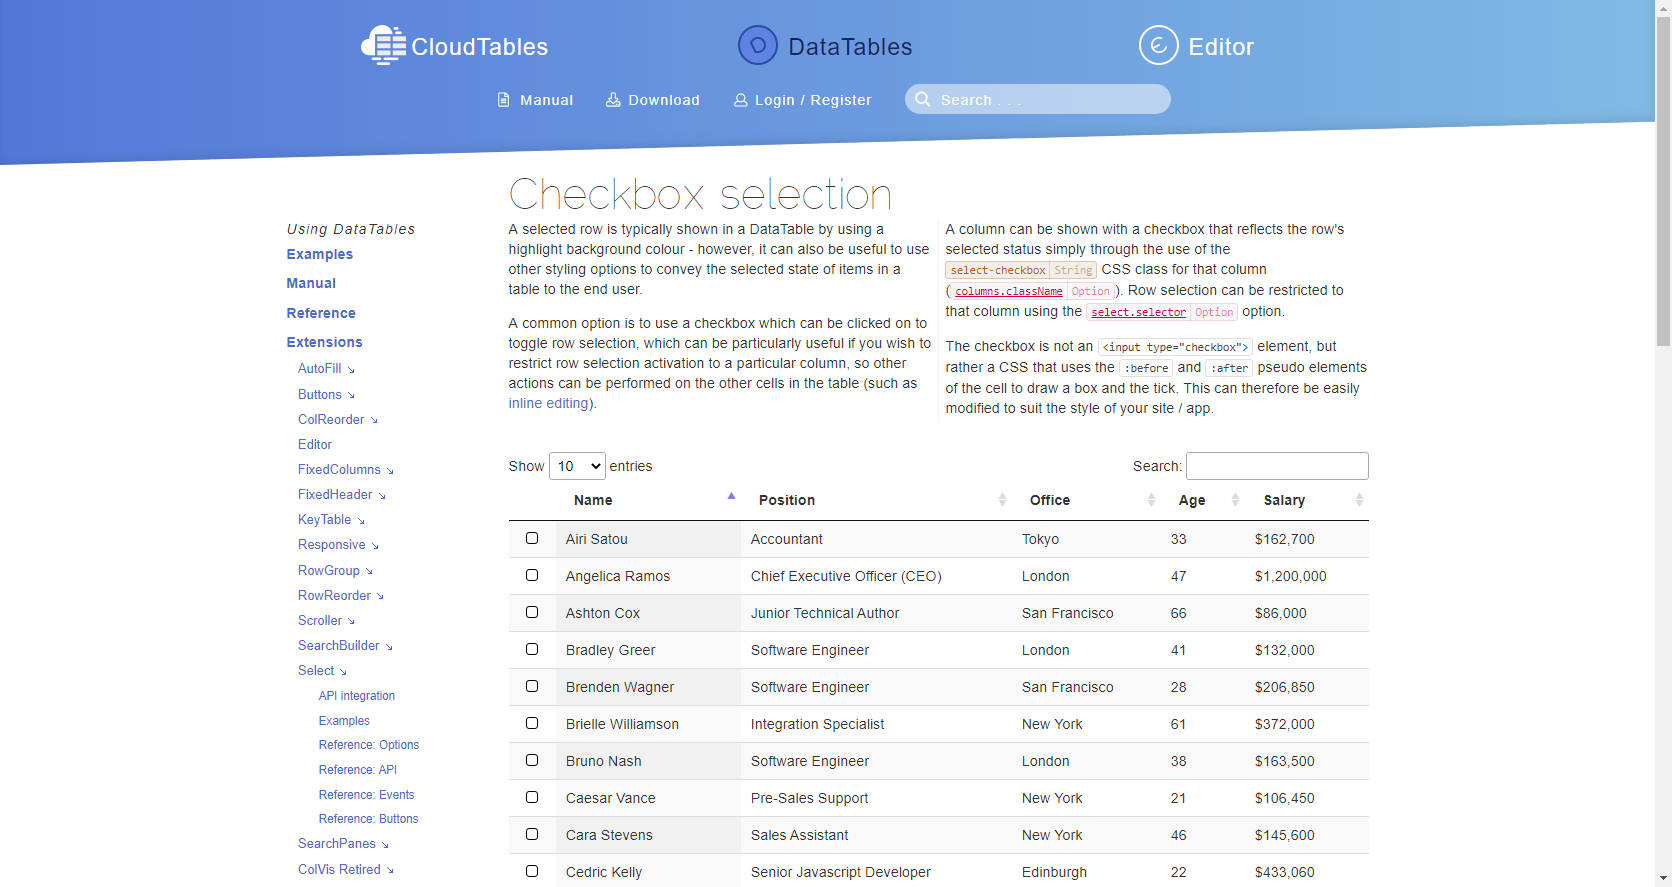 CloudTables
DataTables
Editor
Manual
Download
Login / Register
Search . . .
Checkbox selection
Using DataTables
Examples
Manual
Reference
Extensions
AutoFill
Buttons
ColReorder
Editor
FixedColumns
FixedHeader
KeyTable
Responsive
RowGroup
RowReorder
Scroller
SearchBuilder
Select
API integration
Examples
Reference: Options
Reference: API
Reference: Events
Reference: Buttons
SearchPanes
ColVis Retired
A selected row is typically shown in a DataTable by using a
highlight background colour - however, it can also be useful to use
other styling options to convey the selected state of items in a
table to the end user.
A common option is to use a checkbox which can be clicked on to
toggle row selection, which can be particularly useful if you wish to
restrict row selection activation to a particular column, so other
actions can be performed on the other cells in the table (such as
inline editing).
A column can be shown with a checkbox that reflects the row's
selected status simply through the use of the
select-checkbox String CSS class for that column
( columns.className Option ). Row selection can be restricted to
that column using the select.selector Option option.
The checkbox is not an <input type="checkbox"> element, but
rather a CSS that uses the :before and :after pseudo elements
of the cell to draw a box and the tick. This can therefore be easily
modified to suit the style of your site / app.
Show 10 entries
Search:
Name Position Office Age Salary
Airi Satou Accountant Tokyo 33 $162,700
Angelica Ramos Chief Executive Officer (CEO) London 47 $1,200,000
Ashton Cox Junior Technical Author San Francisco 66 $86,000
Bradley Greer Software Engineer London 41 $132,000
Brenden Wagner Software Engineer San Francisco 28 $206,850
Brielle Williamson Integration Specialist New York 61 $372,000
Bruno Nash Software Engineer London 38 $163,500
Caesar Vance Pre-Sales Support New York 21 $106,450
Cara Stevens Sales Assistant New York 46 $145,600
Cedric Kelly Senior Javascript Developer Edinburgh 22 $433,060